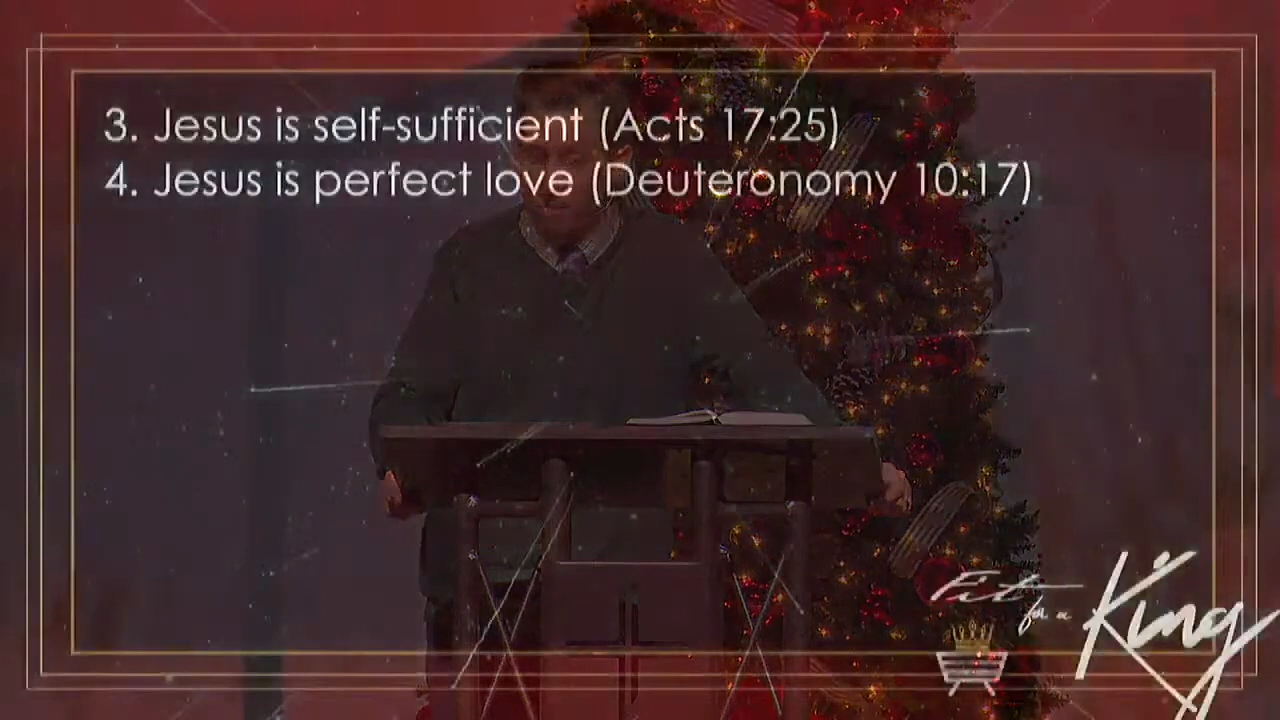 3. Jesus is self-sufficient (Acts 17:25)
4. Jesus is perfect love (Deuteronomy 10:17)
Fit
for a
King